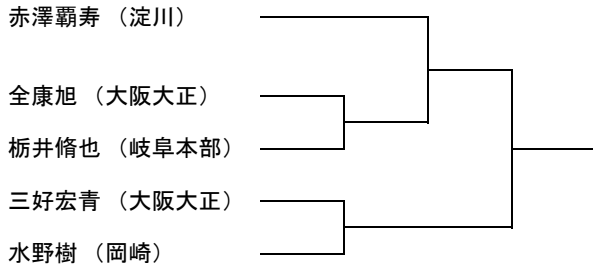 赤澤覇寿 （淀川）
全康旭 （大阪大正）
栃井脩也 （岐阜本部）
三好宏青 （大阪大正）
水野樹 （岡崎）